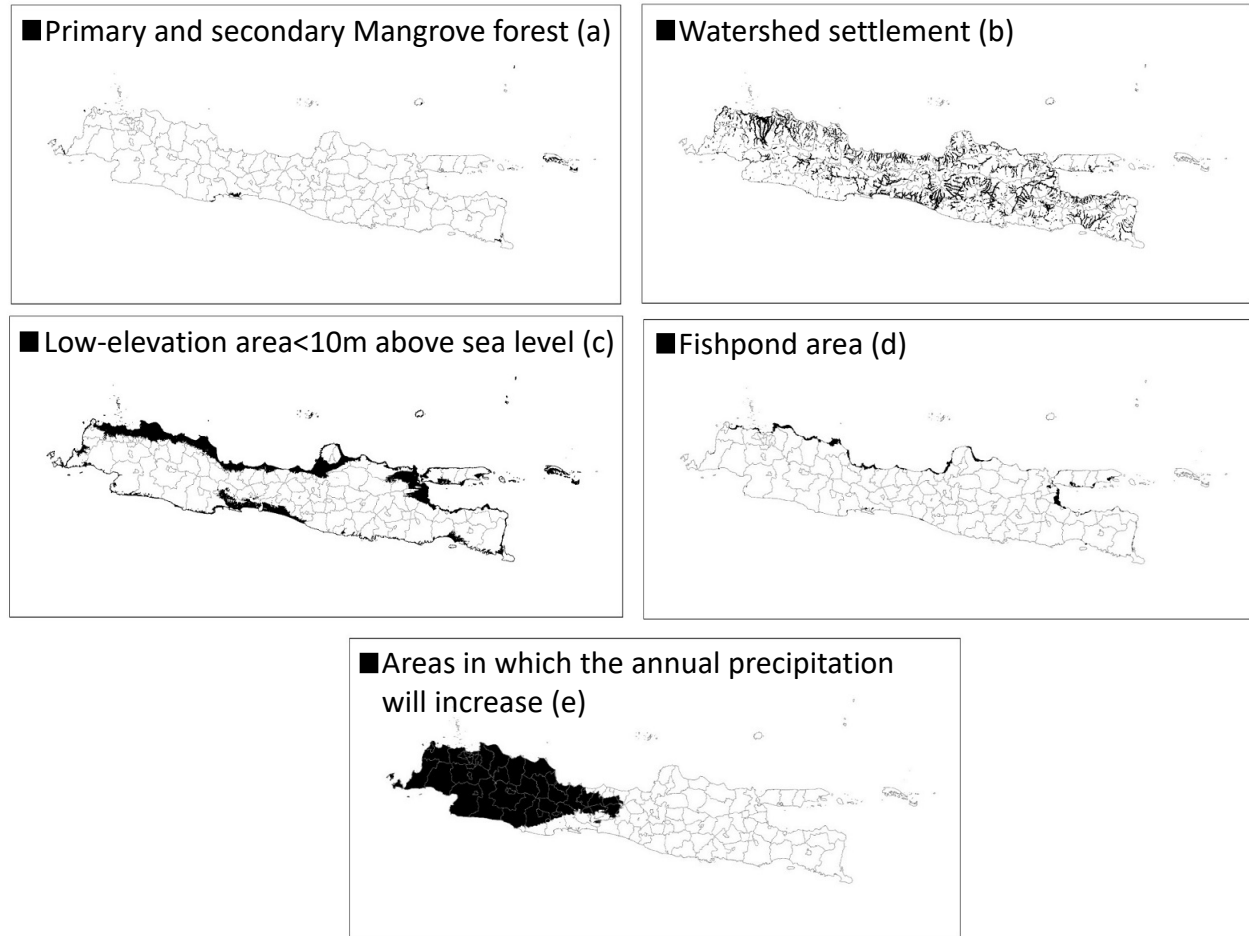 ■Primary and secondary Mangrove forest (a)
■Watershed settlement (b)
■Low-elevation area<10m above sea level (c)
■Fishpond area (d)
■Areas in which the annual precipitation
will increase (e)